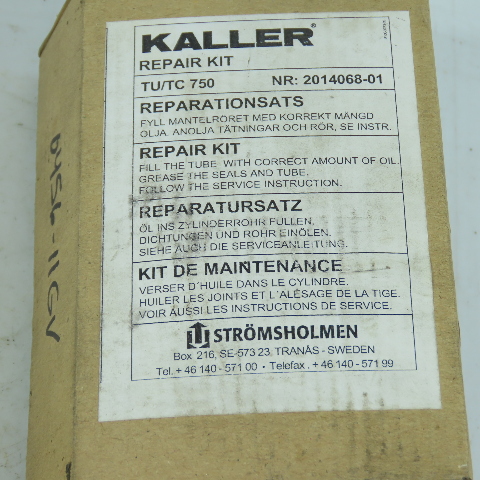 KALLER®
REPAIR KIT
TU/TC 750 NR: 2014068-01
REPARATIONSATS
FYLL MANTELRÖRET MED KORREKT MÄNGD
OLJA. ANOLJA TÄTNINGAR OCH RÖR, SE INSTR.
REPAIR KIT
FILL THE TUBE WITH CORRECT AMOUNT OF OIL.
GREASE THE SEALS AND TUBE.
FOLLOW THE SERVICE INSTRUCTION.
REPARATURSATZ
ÖL INS ZYLINDERROHR FÜLLEN,
DICHTUNGEN UND ROHR EINÖLEN.
SIEHE AUCH DIE SERVICEANLEITUNG.
KIT DE MAINTENANCE
VERSER D'HUILE DANS LE CYLINDRE.
HUILER LES JOINTS ET L'ALÉSAGE DE LA TIGE.
VOIR AUSSI LES INSTRUCTIONS DE SERVICE.
STRÖMSHOLMEN
Box 216, SE-573 23 TRANÅS - SWEDEN
Tel. + 46 140 - 571 00 • Telefax. + 46 140 - 571 99